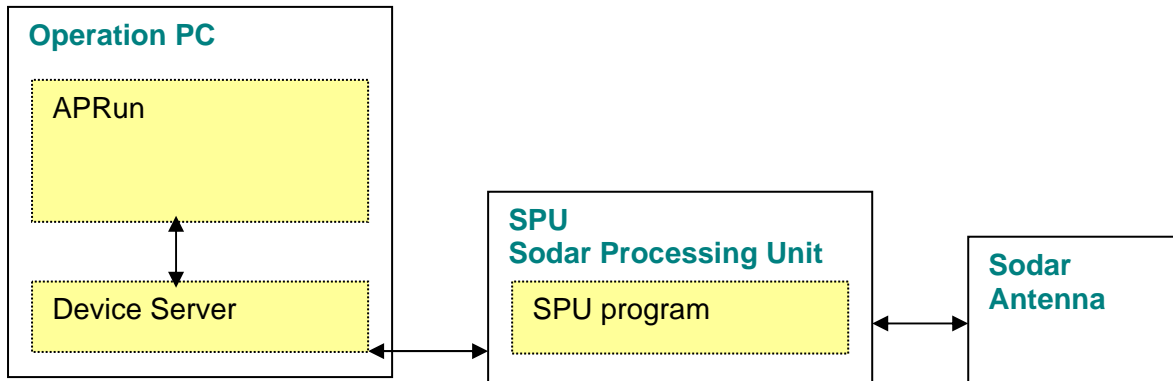 Operation PC
APRun
Device Server
SPU
Sodar Processing Unit
SPU program
Sodar
Antenna